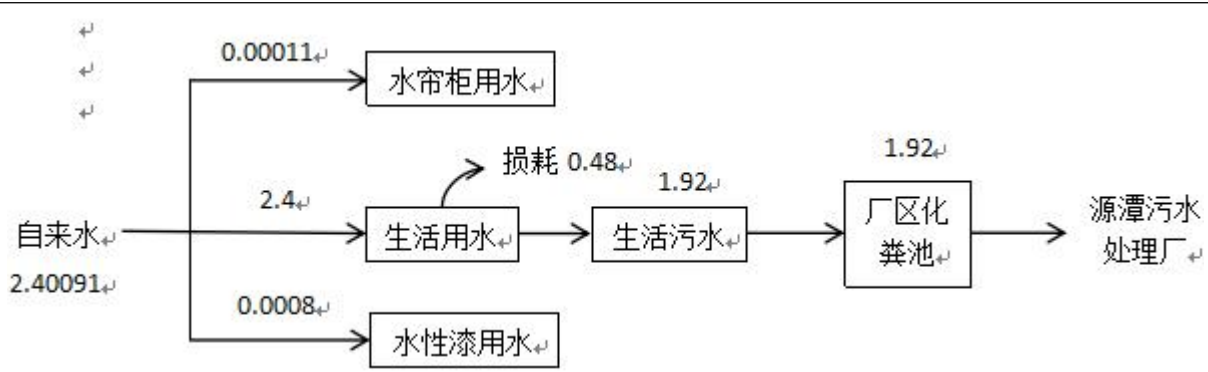 0.00011
水帘柜用水
损耗 0.48
1.92
1.92
2.4
自来水
2.40091
生活用水
生活污水
厂区化
粪池
源潭污水
处理厂
0.0008
水性漆用水